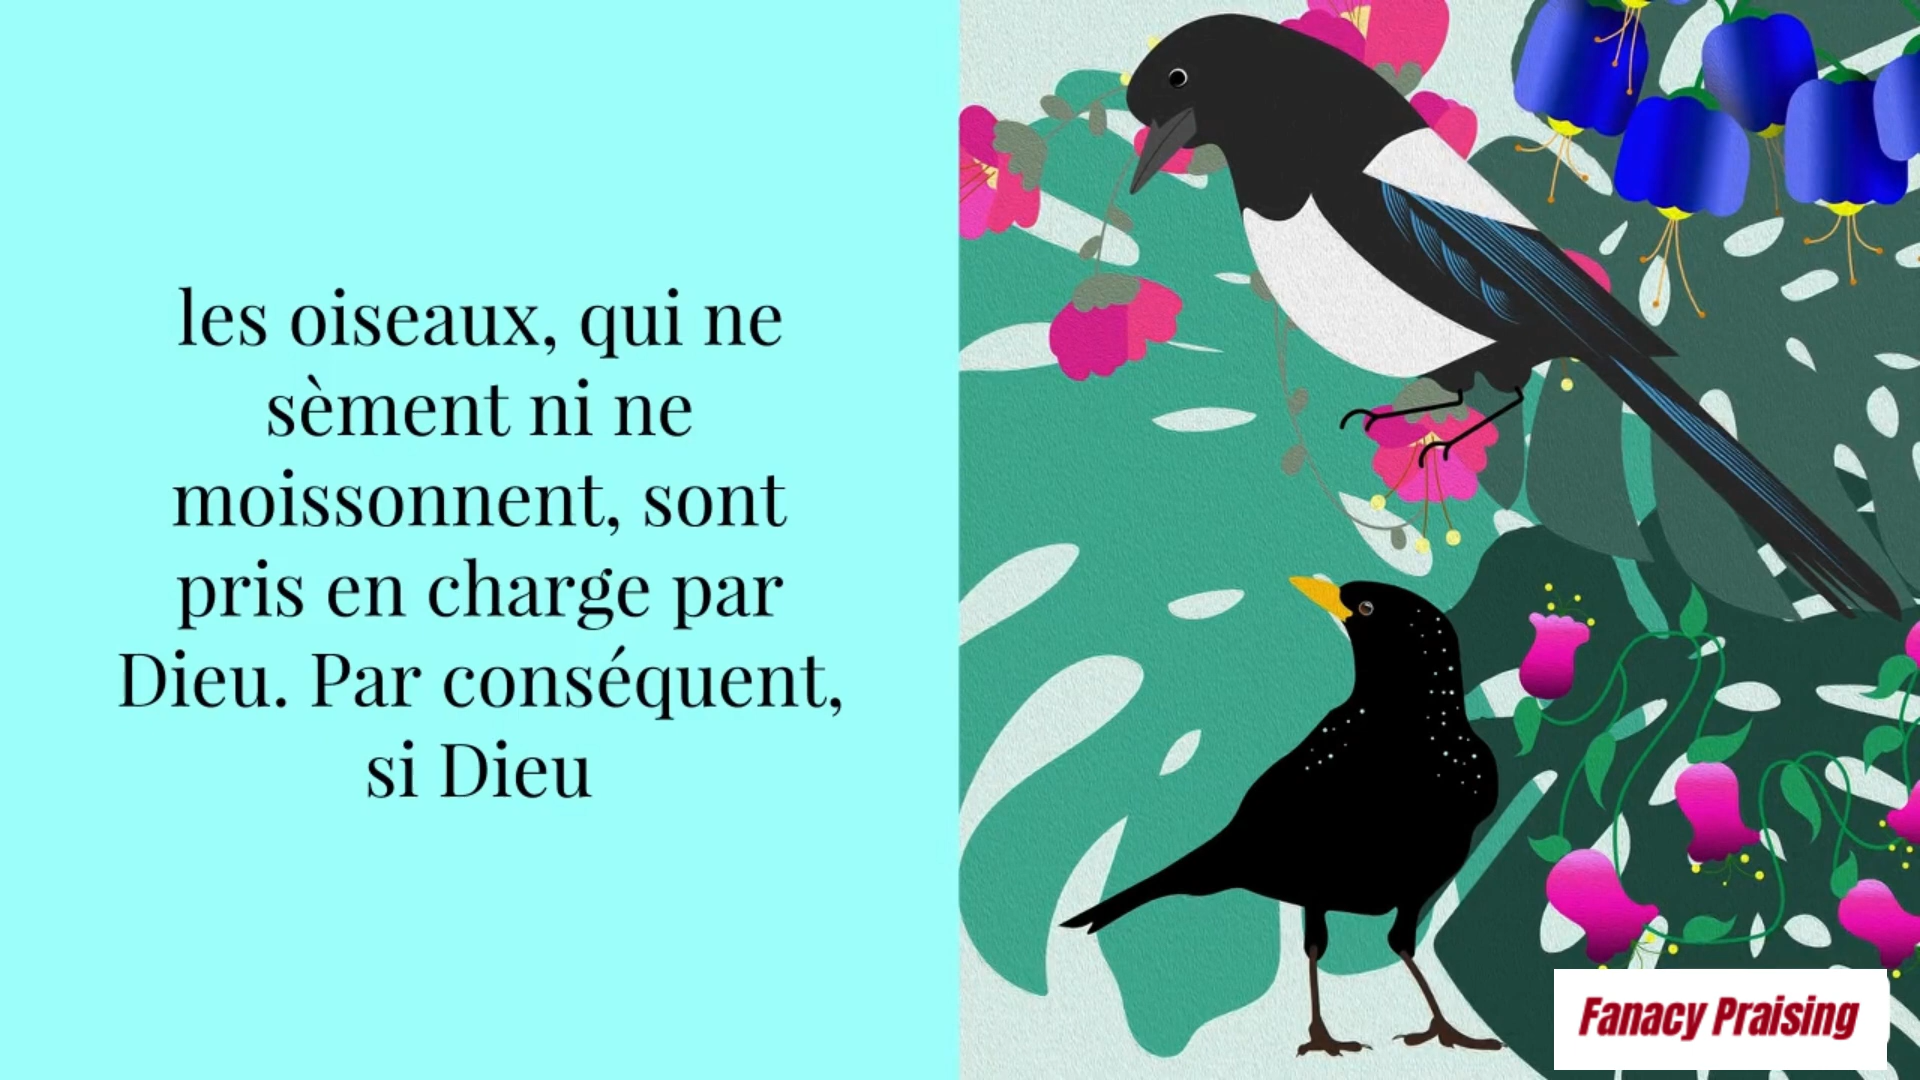 les oiseaux, qui ne
sèment ni ne
moissonnent, sont
pris en charge par
Dieu. Par conséquent,
si Dieu
Fanacy Praising